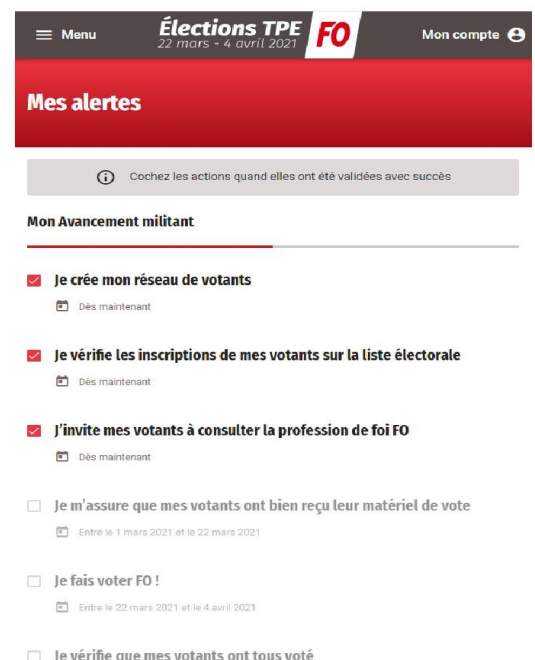 Menu
Élections TPE
22 mars - 4 avril 2021
FO
Mon compte
Mes alertes
Cochez les actions quand elles ont été validées avec succès
Mon Avancement militant
Je crée mon réseau de votants
Dès maintenant
Je vérifie les inscriptions de mes votants sur la liste électorale
Dès maintenant
J'invite mes votants à consulter la profession de foi FO
Dès maintenant
Je m'assure que mes votants ont bien reçu leur matériel de vote
Entre le 1 mars 2021 et le 22 mars 2021
Je fais voter FO !
Entre le 22 mars 2021 et le 4 avril 2021
Je vérifie que mes votants ont tous voté